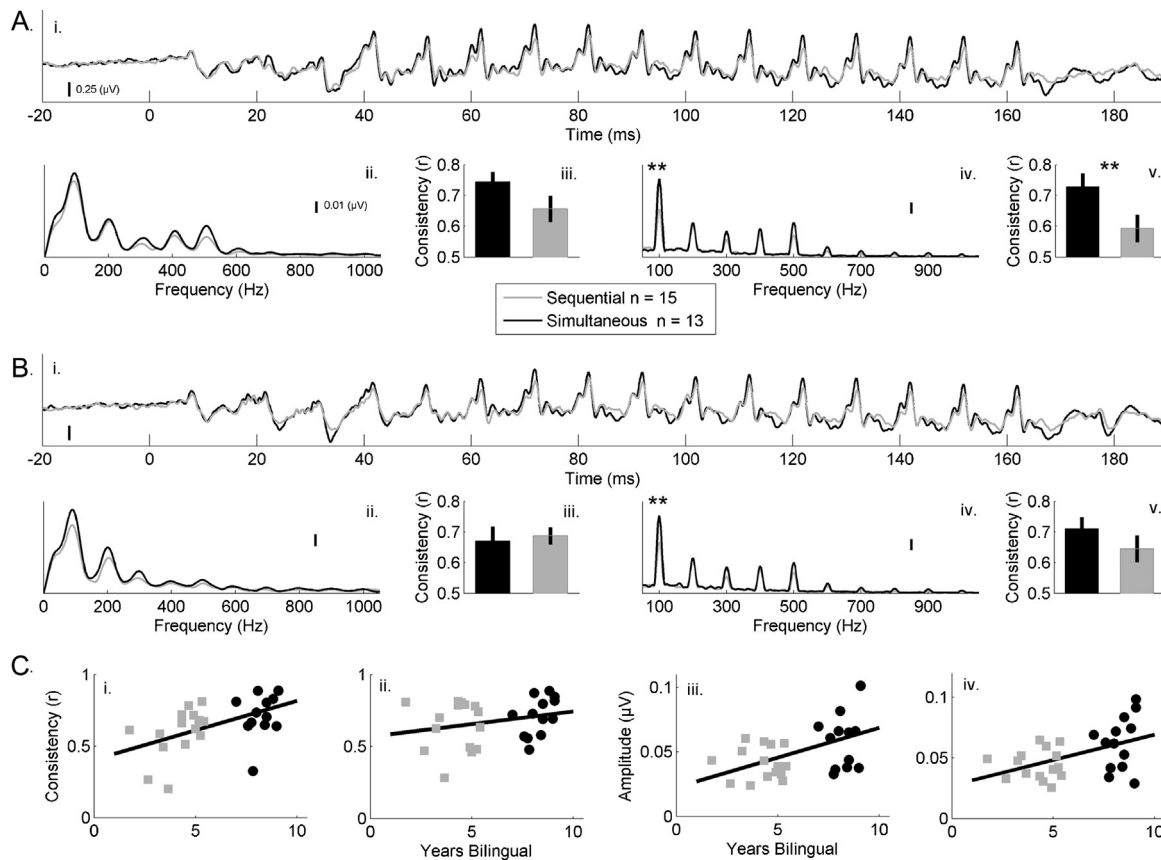 A.
i.
0.25 (µV)
-20 0 20 40 60 80 100 120 140 160 180
Time (ms)
ii.
0.01 (µV)
0 200 400 600 800 1000
Frequency (Hz)
Consistency (r)
0.8
0.7
0.6
0.5
iii.
**
iv.
100 300 500 700 900
Frequency (Hz)
Consistency (r)
0.8
0.7
0.6
0.5
**
v.
Sequential n = 15
Simultaneous n = 13
B.
i.
-20 0 20 40 60 80 100 120 140 160 180
Time (ms)
ii.
0 200 400 600 800 1000
Frequency (Hz)
Consistency (r)
0.8
0.7
0.6
0.5
iii.
**
iv.
100 300 500 700 900
Frequency (Hz)
Consistency (r)
0.8
0.7
0.6
0.5
v.
C.
Consistency (r)
1
0.5
0
i.
0 5 10
1
0.5
0
ii.
0 5 10
Years Bilingual
Amplitude (µV)
0.1
0.05
0
iii.
0 5 10
0.1
0.05
0
iv.
0 5 10
Years Bilingual